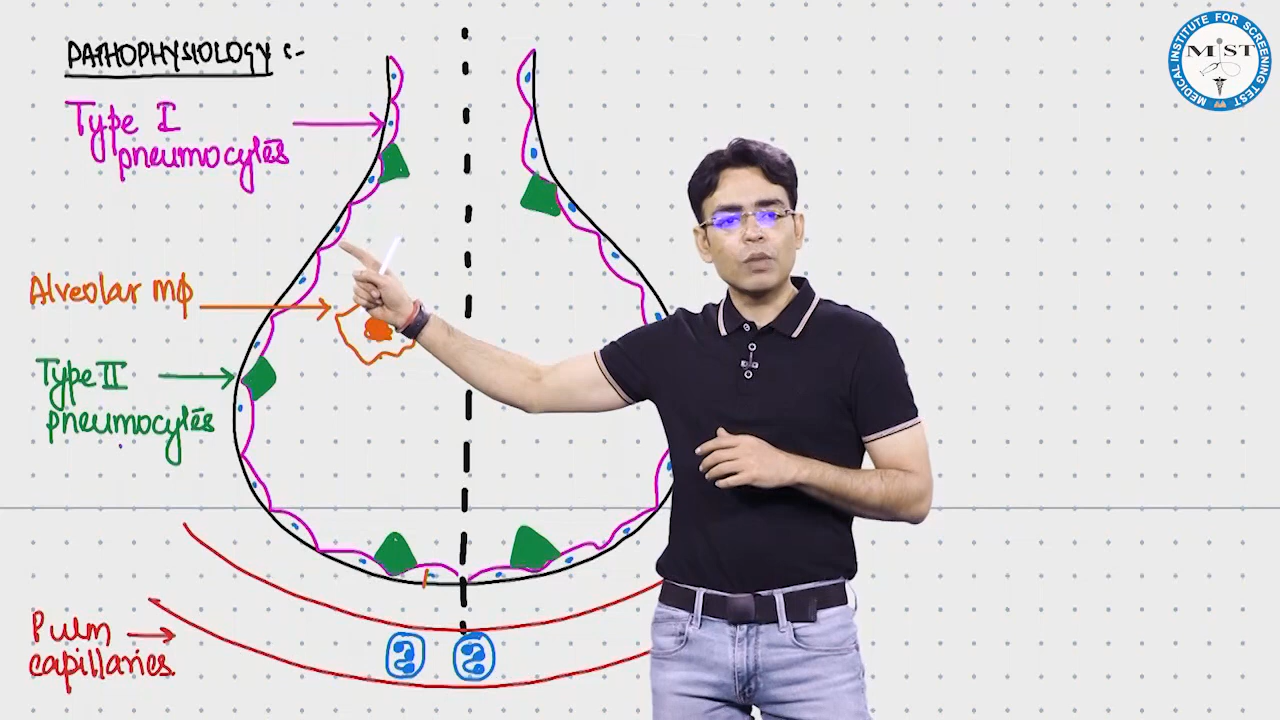 PATHOPHYSIOLOGY :-
Type I
pneumocytes
Alveolar mφ
Type II
pneumocytes
Pulm
capillaries.
MEDICAL INSTITUTE FOR SCREENING TEST
MIST